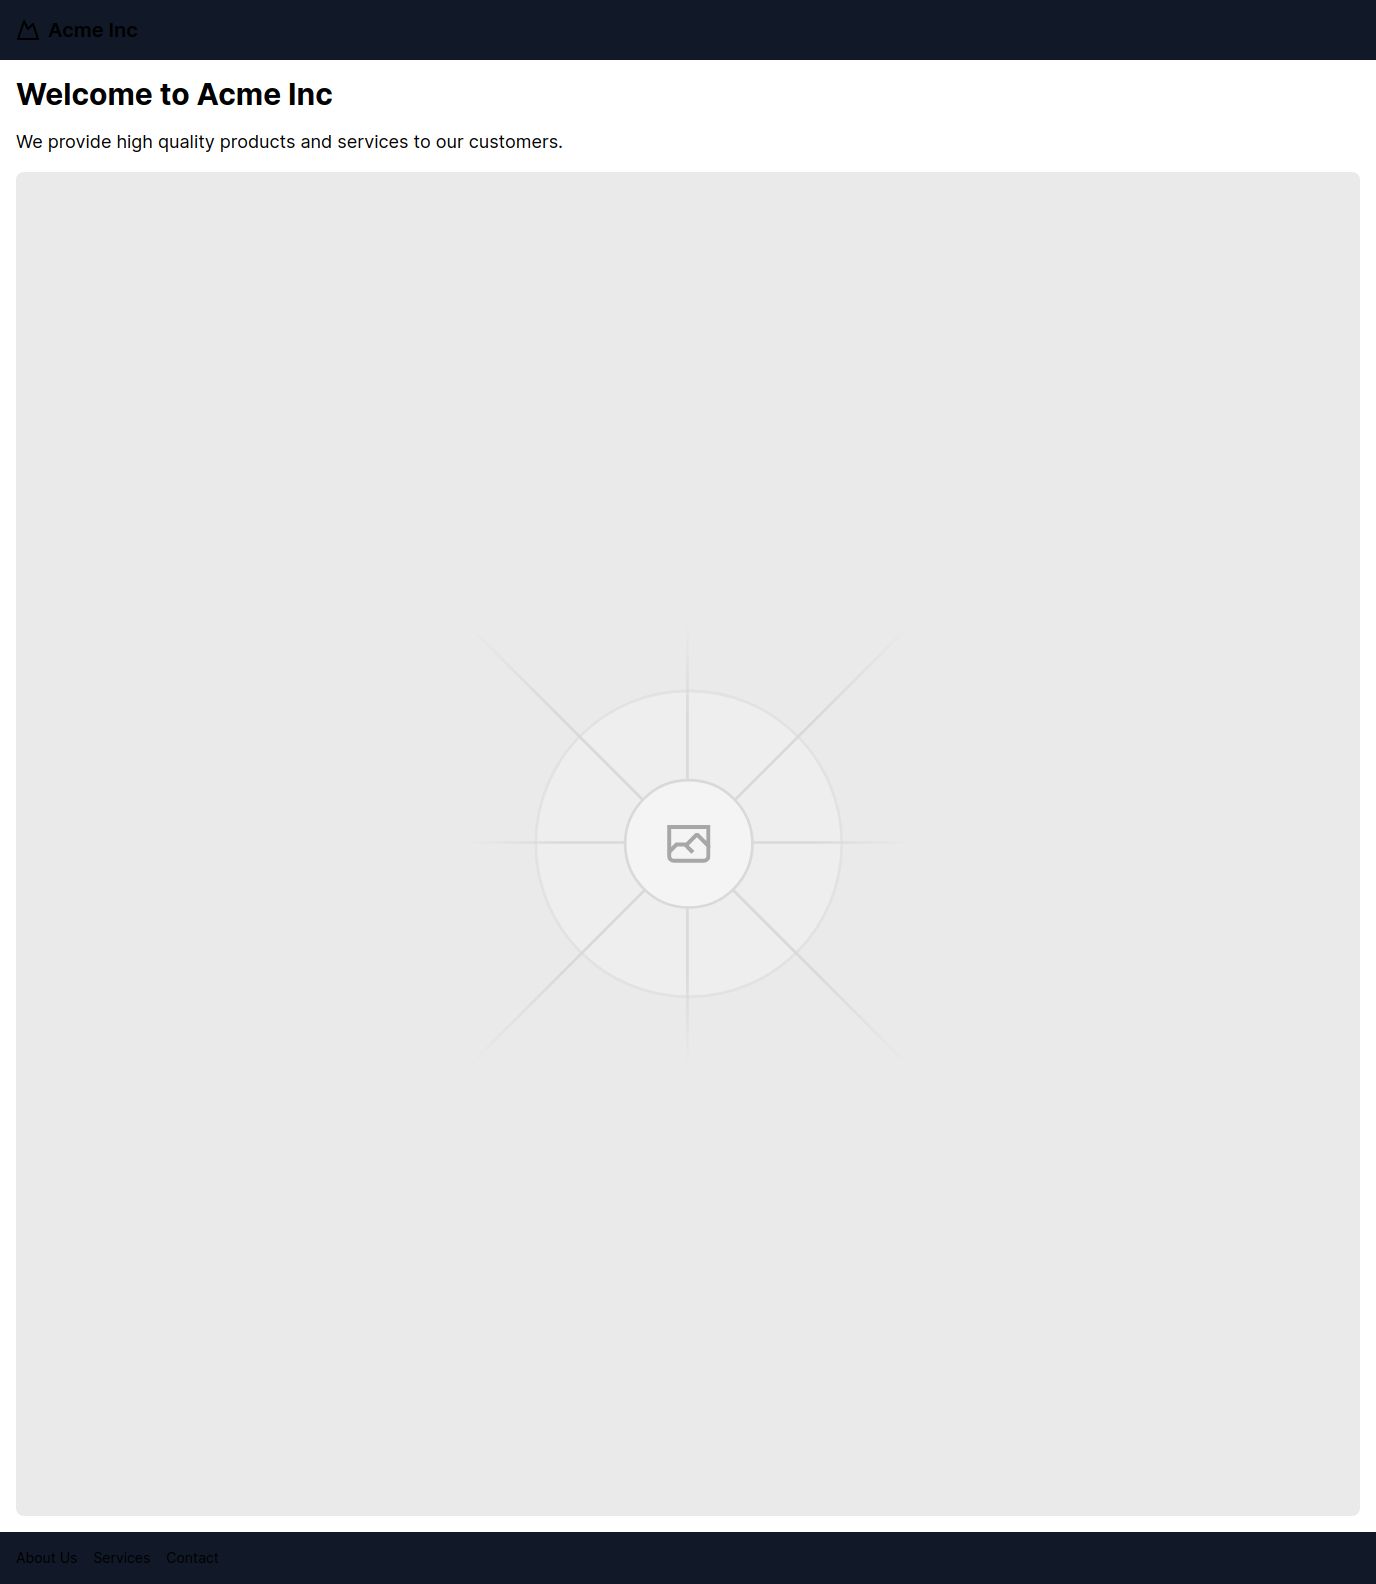 Acme Inc
Welcome to Acme Inc
We provide high quality products and services to our customers.
About Us Services Contact